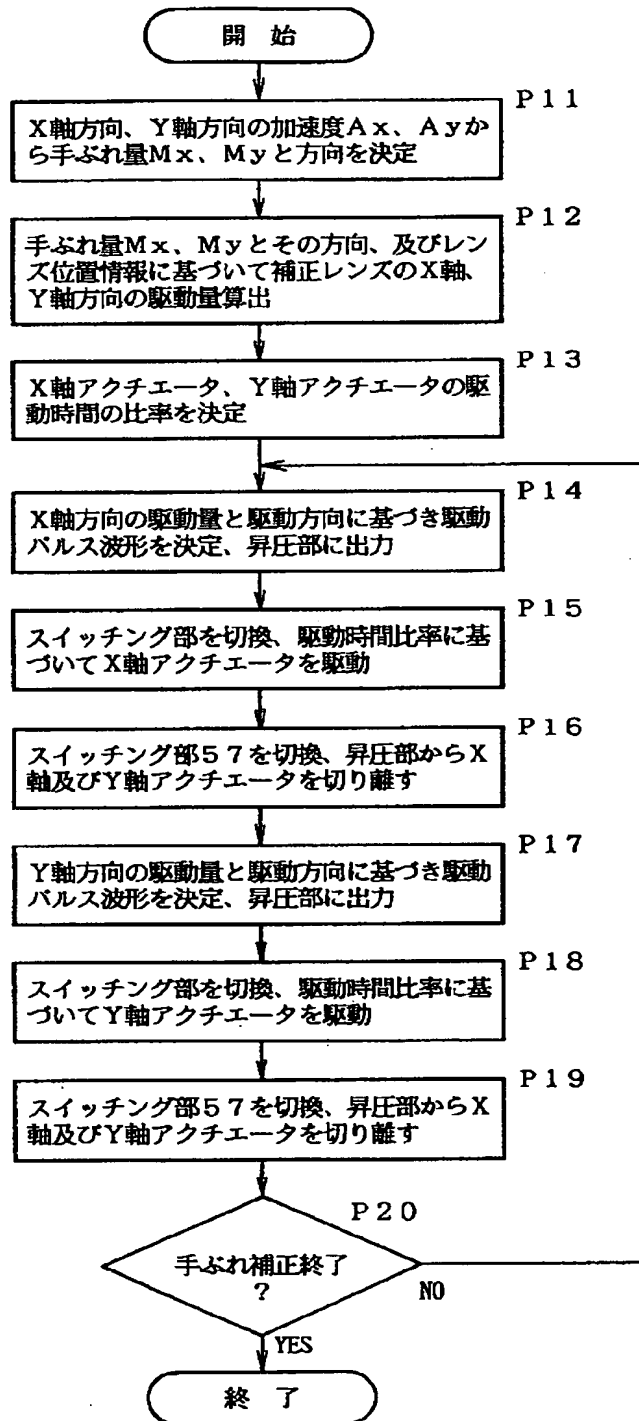 開 始
P11
X軸方向、Y軸方向の加速度Ax、Ayか
ら手ぶれ量Mx、Myと方向を決定
P12
手ぶれ量Mx、Myとその方向、及びレン
ズ位置情報に基づいて補正レンズのX軸、
Y軸方向の駆動量算出
P13
X軸アクチエータ、Y軸アクチエータの駆
動時間の比率を決定
P14
X軸方向の駆動量と駆動方向に基づき駆動
パルス波形を決定、昇圧部に出力
P15
スイッチング部を切換、駆動時間比率に基
づいてX軸アクチエータを駆動
P16
スイッチング部57を切換、昇圧部からX
軸及びY軸アクチエータを切り離す
P17
Y軸方向の駆動量と駆動方向に基づき駆動
パルス波形を決定、昇圧部に出力
P18
スイッチング部を切換、駆動時間比率に基
づいてY軸アクチエータを駆動
P19
スイッチング部57を切換、昇圧部からX
軸及びY軸アクチエータを切り離す
P20
手ぶれ補正終了
?
NO
YES
終 了